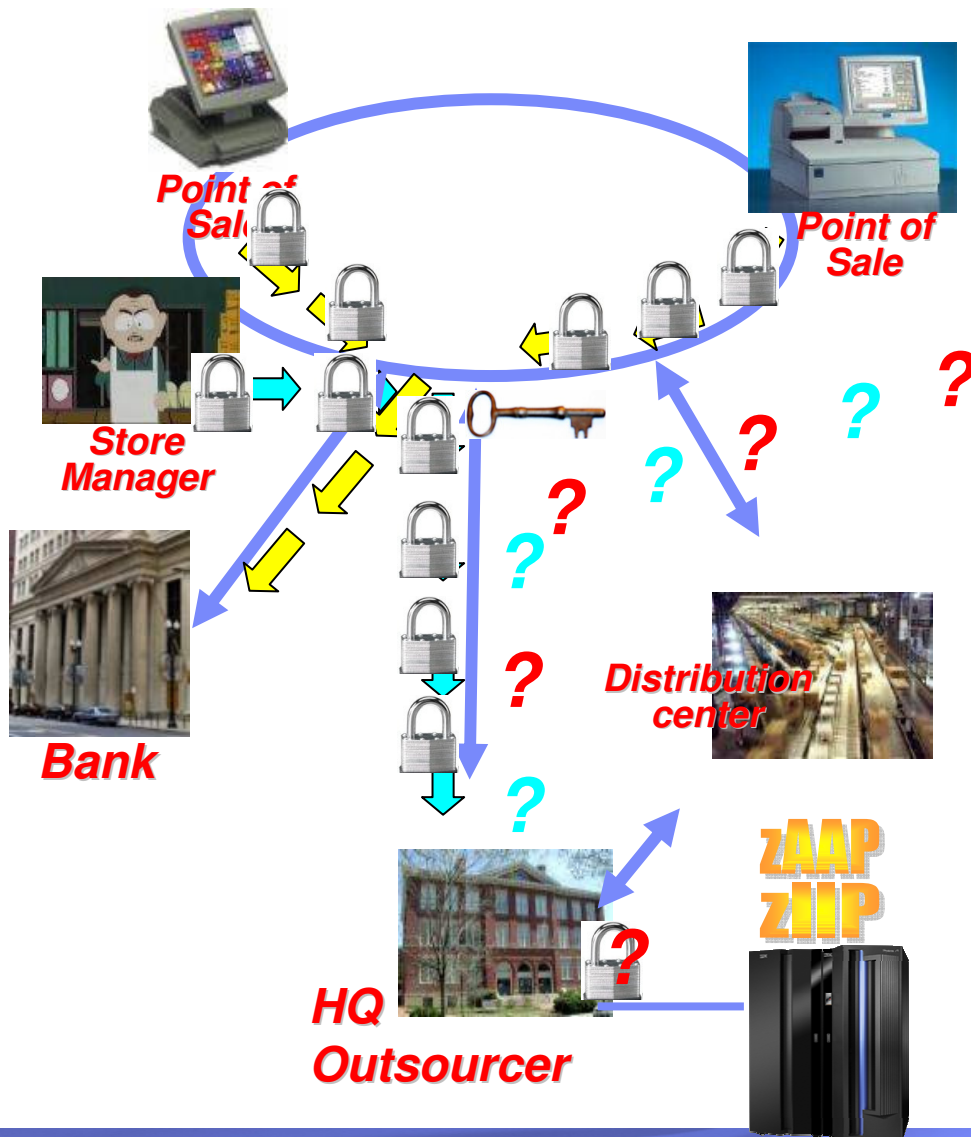 Point of
Sale
Point of
Sale
Store
Manager
?
?
?
?
?
?
?
Distribution
center
?
Bank
?
zAAP
zIIP
?
HQ
Outsourcer